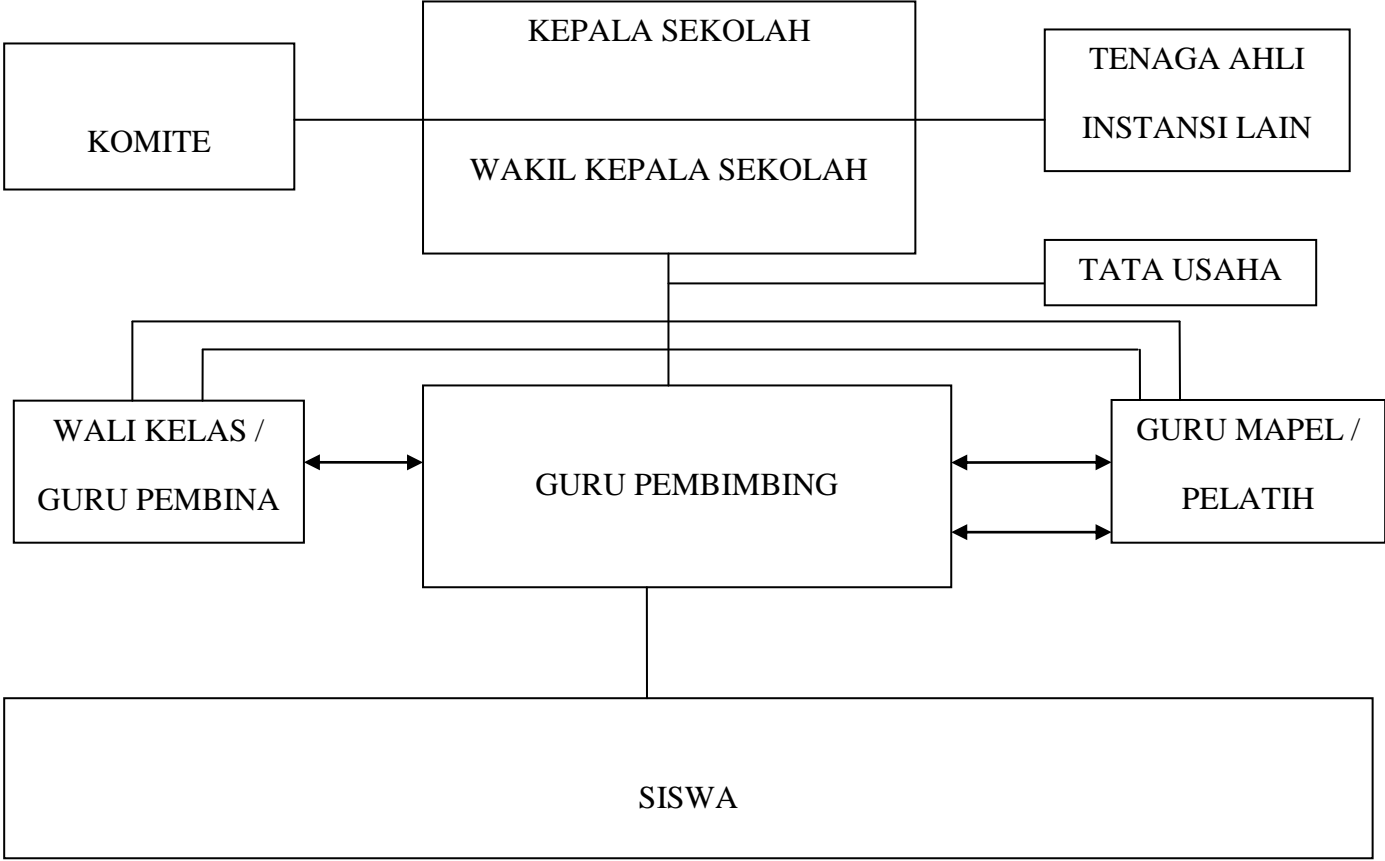 KEPALA SEKOLAH
TENAGA AHLI
INSTANSI LAIN
KOMITE
WAKIL KEPALA SEKOLAH
TATA USAHA
WALI KELAS /
GURU PEMBINA
GURU PEMBIMBING
GURU MAPEL /
PELATIH
SISWA